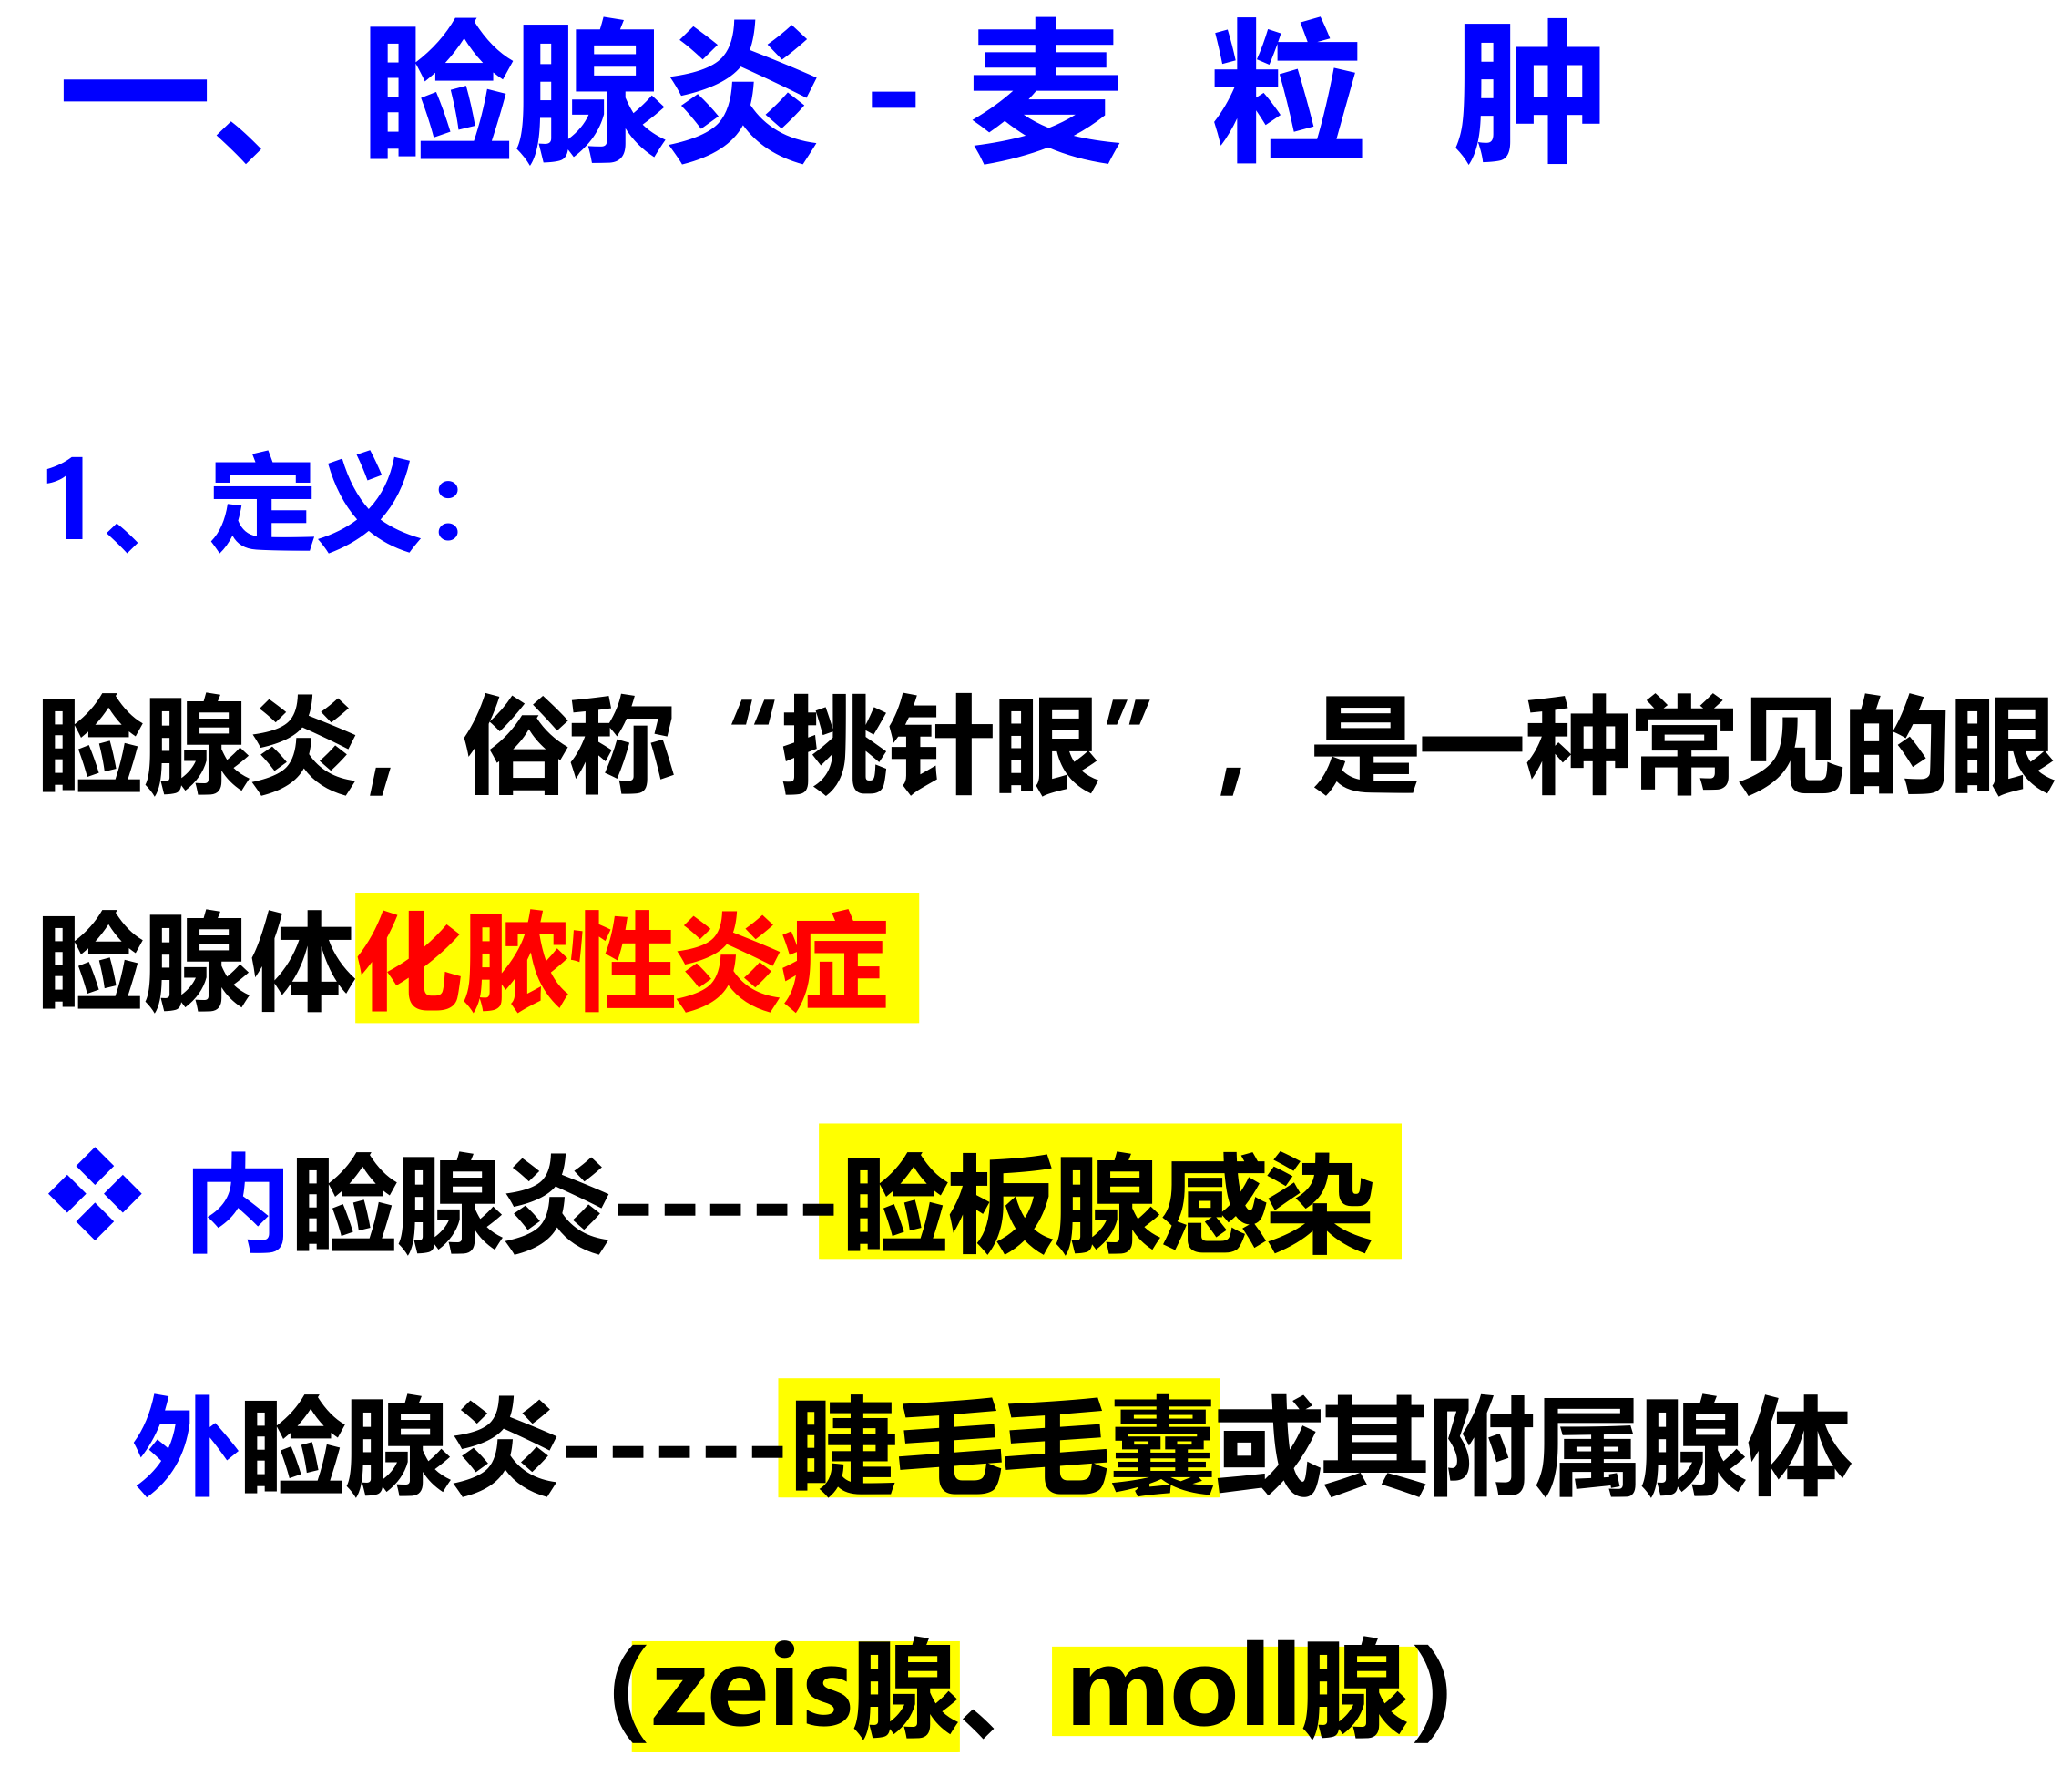 一、睑腺炎 - 麦 粒 肿
1、定义：
睑腺炎，俗称“挑针眼”，是一种常见的眼
睑腺体化脓性炎症
❖ 内睑腺炎-----睑板腺感染
外睑腺炎-----睫毛毛囊或其附属腺体
(zeis腺、moll腺)